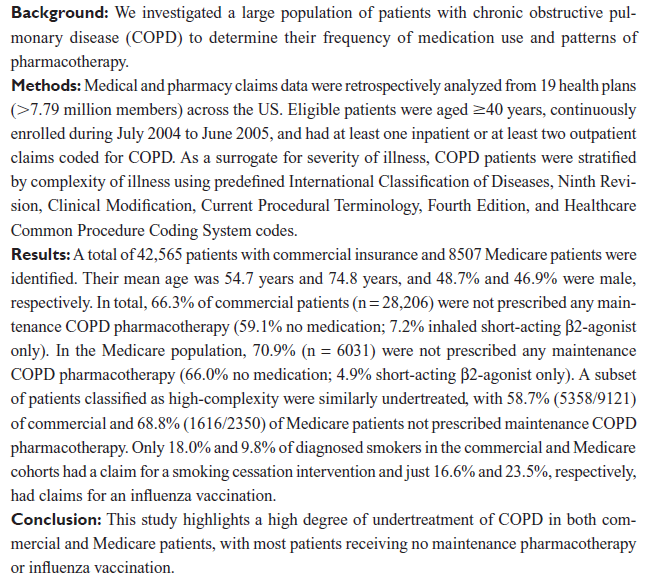 Background: We investigated a large population of patients with chronic obstructive pul-
monary disease (COPD) to determine their frequency of medication use and patterns of
pharmacotherapy.
Methods: Medical and pharmacy claims data were retrospectively analyzed from 19 health plans
(>7.79 million members) across the US. Eligible patients were aged ≥40 years, continuously
enrolled during July 2004 to June 2005, and had at least one inpatient or at least two outpatient
claims coded for COPD. As a surrogate for severity of illness, COPD patients were stratified
by complexity of illness using predefined International Classification of Diseases, Ninth Revi-
sion, Clinical Modification, Current Procedural Terminology, Fourth Edition, and Healthcare
Common Procedure Coding System codes.
Results: A total of 42,565 patients with commercial insurance and 8507 Medicare patients were
identified. Their mean age was 54.7 years and 74.8 years, and 48.7% and 46.9% were male,
respectively. In total, 66.3% of commercial patients (n = 28,206) were not prescribed any main-
tenance COPD pharmacotherapy (59.1% no medication; 7.2% inhaled short-acting β2-agonist
only). In the Medicare population, 70.9% (n = 6031) were not prescribed any maintenance
COPD pharmacotherapy (66.0% no medication; 4.9% short-acting β2-agonist only). A subset
of patients classified as high-complexity were similarly undertreated, with 58.7% (5358/9121)
of commercial and 68.8% (1616/2350) of Medicare patients not prescribed maintenance COPD
pharmacotherapy. Only 18.0% and 9.8% of diagnosed smokers in the commercial and Medicare
cohorts had a claim for a smoking cessation intervention and just 16.6% and 23.5%, respectively,
had claims for an influenza vaccination.
Conclusion: This study highlights a high degree of undertreatment of COPD in both com-
mercial and Medicare patients, with most patients receiving no maintenance pharmacotherapy
or influenza vaccination.